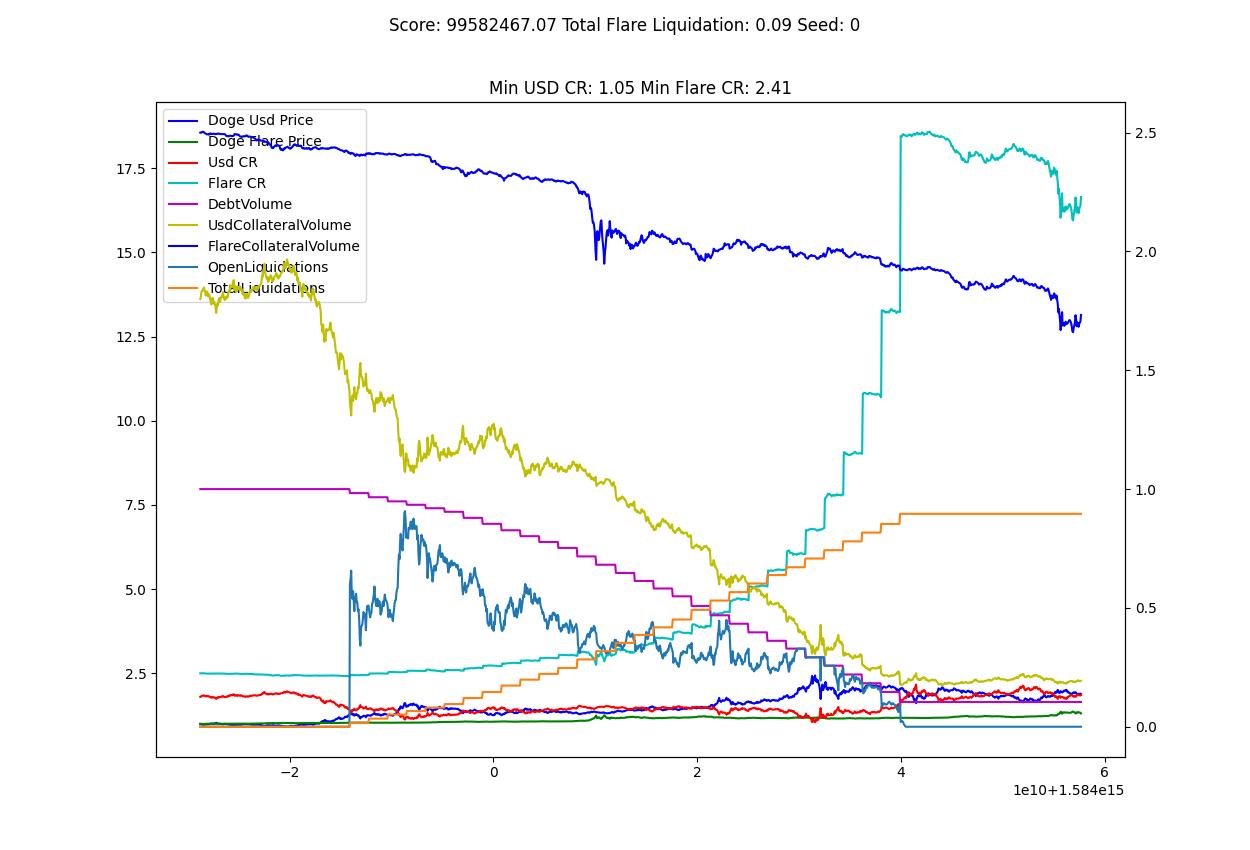 Score: 99582467.07 Total Flare Liquidation: 0.09 Seed: 0
Min USD CR: 1.05 Min Flare CR: 2.41
Doge Usd Price
Doge Flare Price
Usd CR
Flare CR
DebtVolume
UsdCollateralVolume
FlareCollateralVolume
OpenLiquidations
TotalLiquidations
17.5
15.0
12.5
10.0
7.5
5.0
2.5
2.5
2.0
1.5
1.0
0.5
0.0
−2
0
2
4
6
1e10+1.584e15